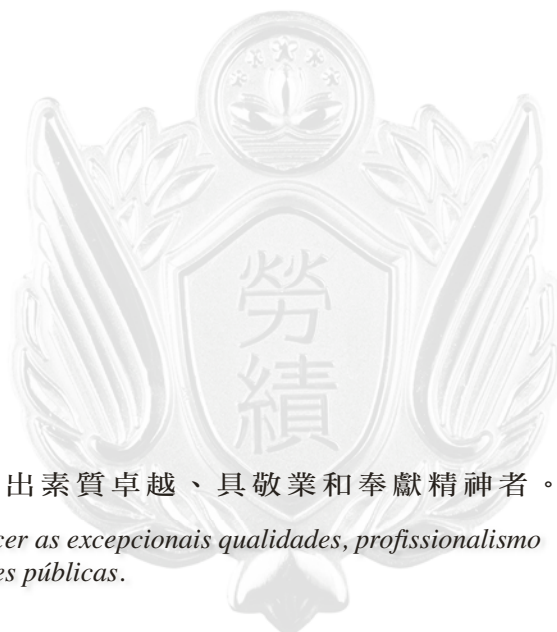 勞績
出素質卓越、具敬業和奉獻精神者。
cer as excepcionais qualidades, profissionalismo
es públicas.